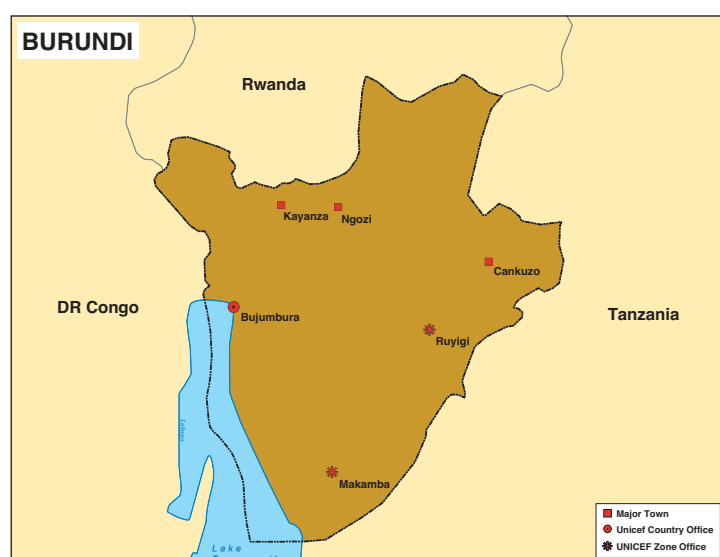 BURUNDI
Rwanda
Kayanza
Ngozi
Cankuzo
DR Congo
Bujumbura
Tanzania
Ruyigi
Makamba
Lake
Major Town
Unicef Country Office
UNICEF Zone Office